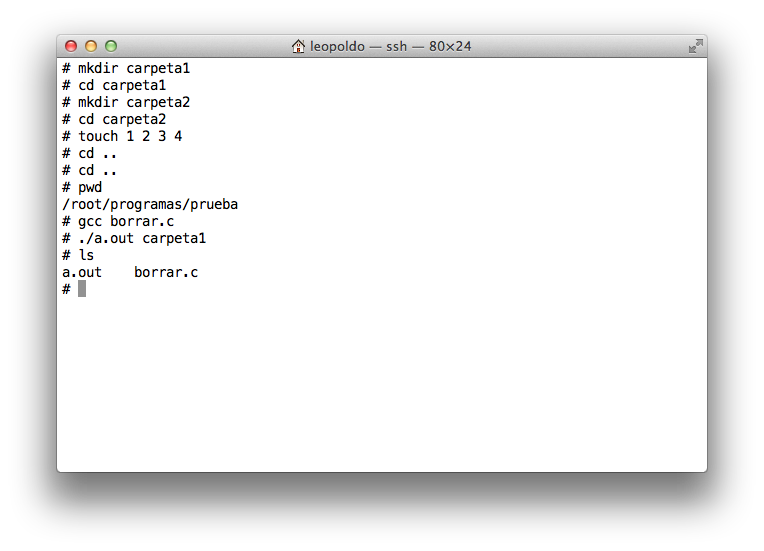 leopoldo — ssh — 80×24
# mkdir carpeta1
# cd carpeta1
# mkdir carpeta2
# cd carpeta2
# touch 1 2 3 4
# cd ..
# cd ..
# pwd
/root/programas/prueba
# gcc borrar.c
# ./a.out carpeta1
# ls
a.out    borrar.c
#